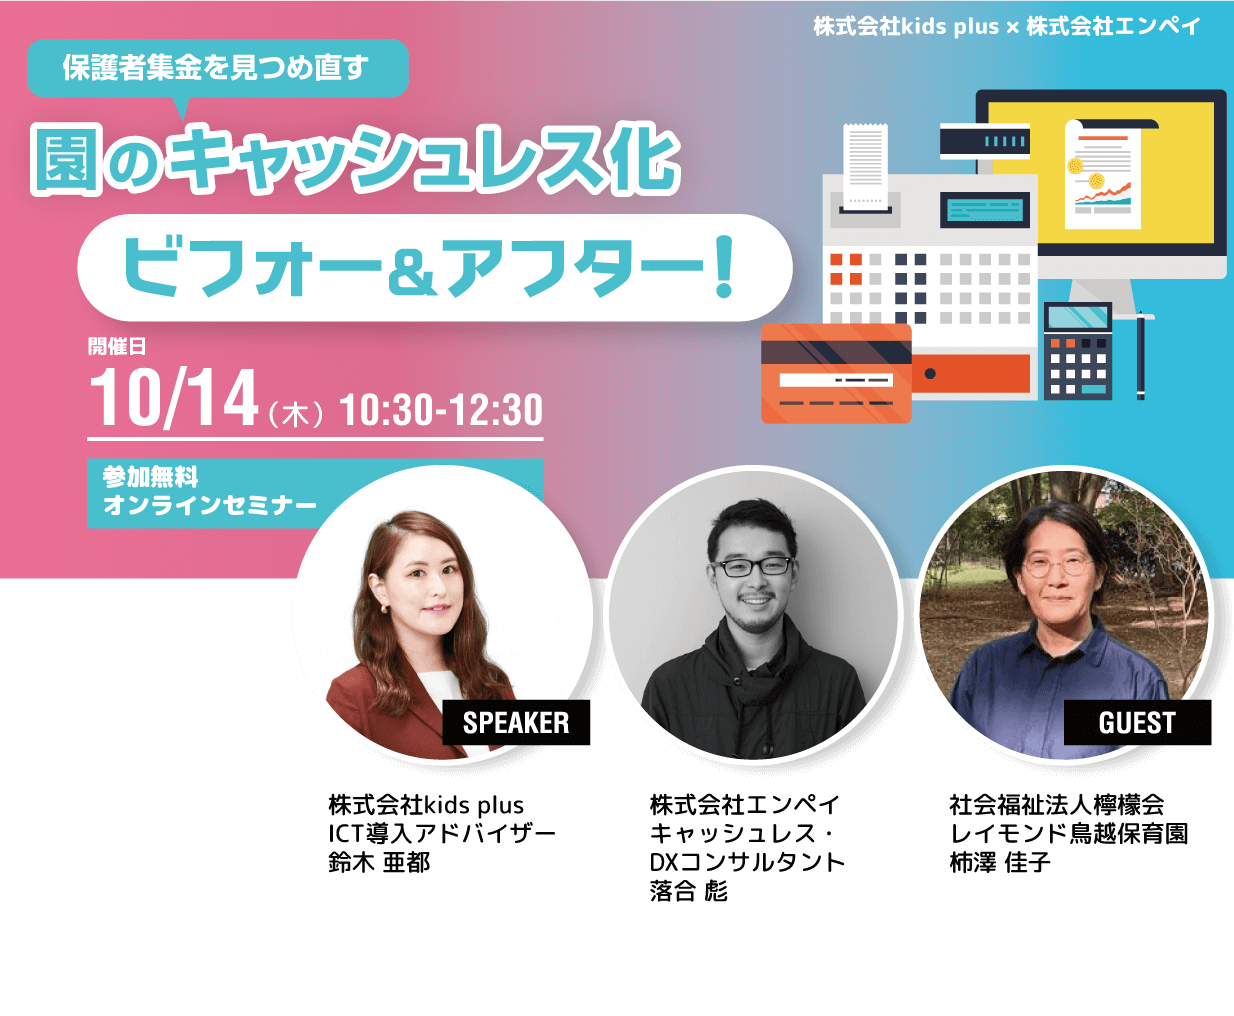 株式会社kids plus × 株式会社エンペイ
保護者集金を見つめ直す
園のキャッシュレス化
ビフォー&アフター！
開催日
10/14（木）10:30-12:30
参加無料
オンラインセミナー
SPEAKER
GUEST
株式会社kids plus
ICT導入アドバイザー
鈴木 亜都
株式会社エンペイ
キャッシュレス・
DXコンサルタント
落合 彪
社会福祉法人檸檬会
レイモンド鳥越保育園
柿澤 佳子